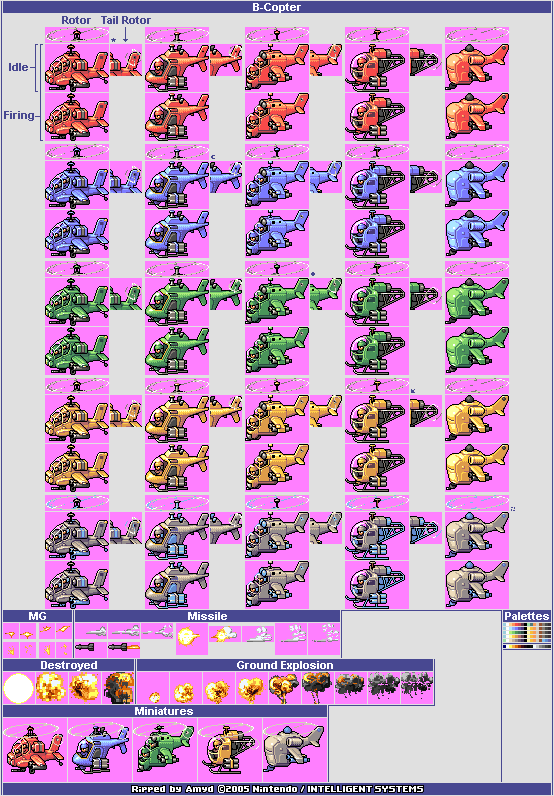 B-Copter
Rotor Tail Rotor
*
Idle
Firing
MG
Missile
Palettes
Destroyed
Ground Explosion
Miniatures
Ripped by Amyd ©2005 Nintendo / INTELLIGENT SYSTEMS